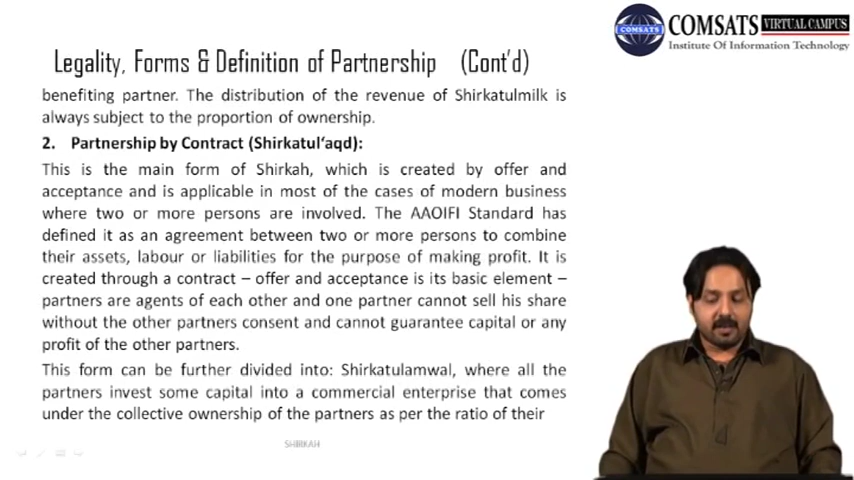 COMSATS
COMSATS VIRTUAL CAMPUS
Institute Of Information Technology
Legality, Forms & Definition of Partnership (Cont'd)
benefiting partner. The distribution of the revenue of Shirkatulmilk is
always subject to the proportion of ownership.
2. Partnership by Contract (Shirkatul‘aqd):
This is the main form of Shirkah, which is created by offer and
acceptance and is applicable in most of the cases of modern business
where two or more persons are involved. The AAOIFI Standard has
defined it as an agreement between two or more persons to combine
their assets, labour or liabilities for the purpose of making profit. It is
created through a contract – offer and acceptance is its basic element –
partners are agents of each other and one partner cannot sell his share
without the other partners consent and cannot guarantee capital or any
profit of the other partners.
This form can be further divided into: Shirkatulamwal, where all the
partners invest some capital into a commercial enterprise that comes
under the collective ownership of the partners as per the ratio of their
SHIRKAH